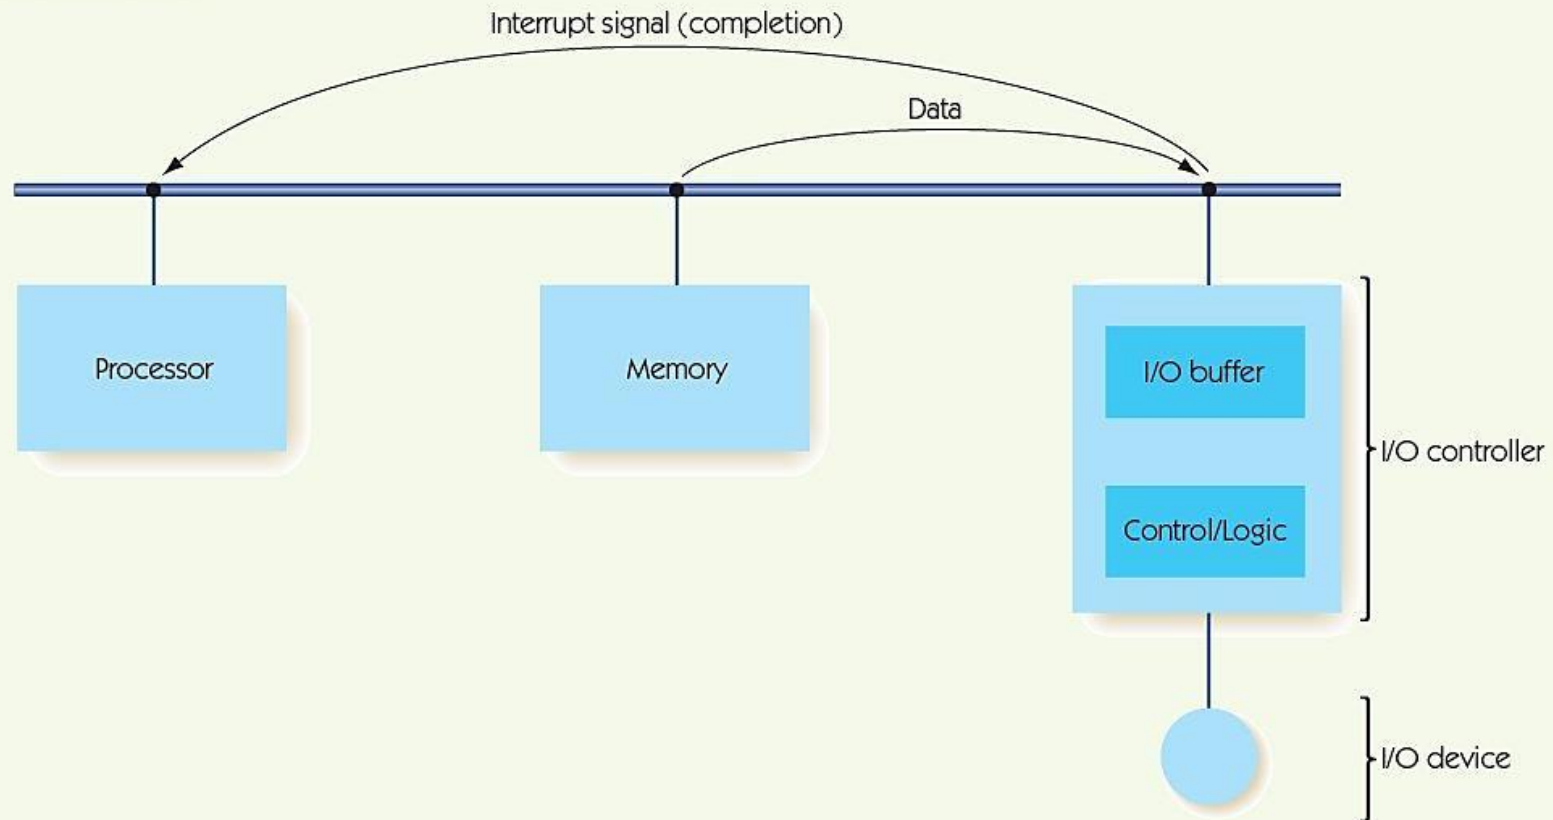 Interrupt signal (completion)
Data
Processor
Memory
I/O buffer
I/O controller
Control/Logic
I/O device